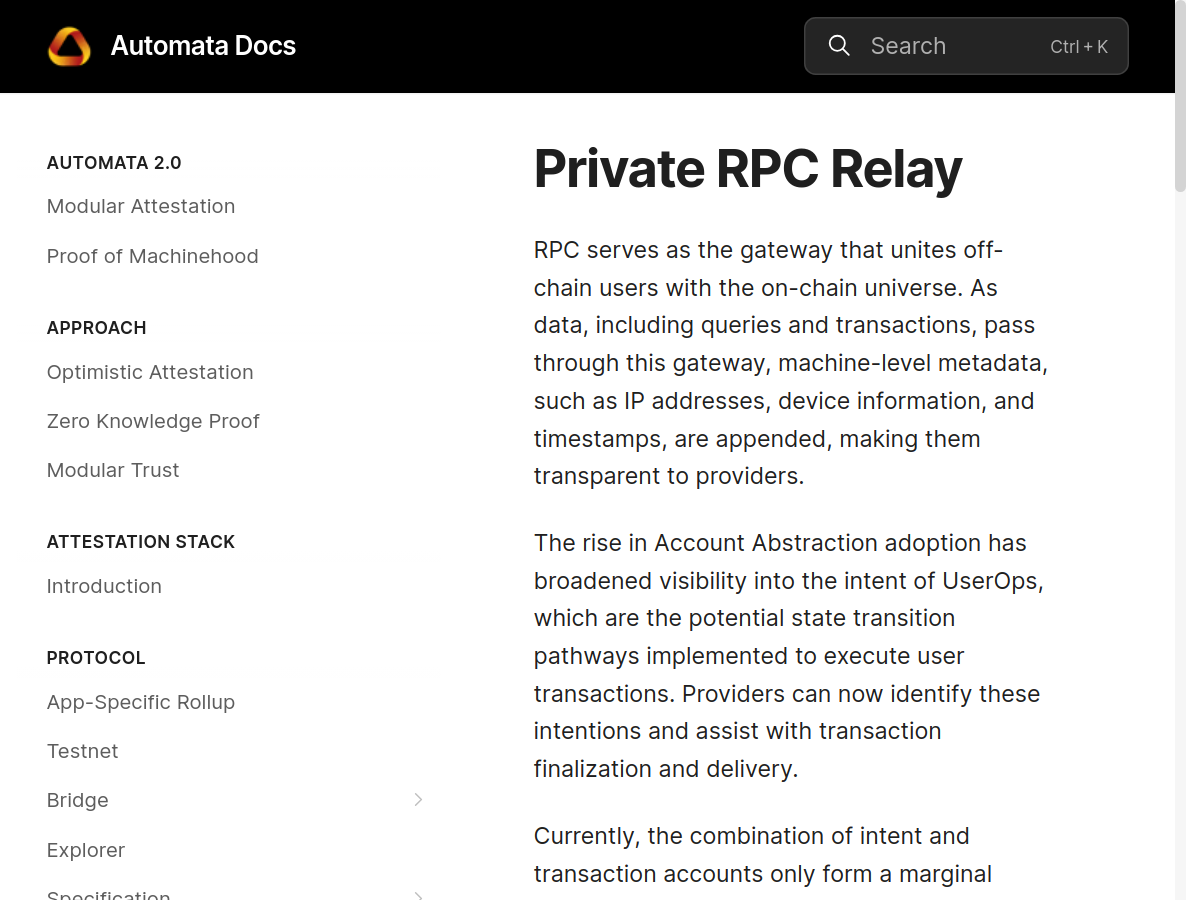 Automata Docs
Search
Ctrl + K
AUTOMATA 2.0
Modular Attestation
Proof of Machinehood
APPROACH
Optimistic Attestation
Zero Knowledge Proof
Modular Trust
ATTESTATION STACK
Introduction
PROTOCOL
App-Specific Rollup
Testnet
Bridge
Explorer
Specification
Private RPC Relay
RPC serves as the gateway that unites off-
chain users with the on-chain universe. As
data, including queries and transactions, pass
through this gateway, machine-level metadata,
such as IP addresses, device information, and
timestamps, are appended, making them
transparent to providers.
The rise in Account Abstraction adoption has
broadened visibility into the intent of UserOps,
which are the potential state transition
pathways implemented to execute user
transactions. Providers can now identify these
intentions and assist with transaction
finalization and delivery.
Currently, the combination of intent and
transaction accounts only form a marginal